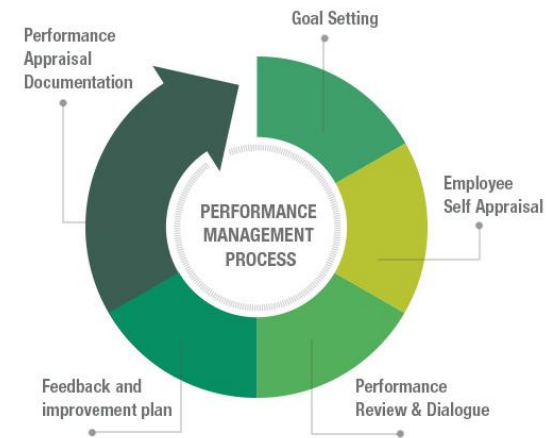 Goal Setting
Employee
Self Appraisal
Performance
Review & Dialogue
Feedback and
improvement plan
Performance
Appraisal
Documentation
PERFORMANCE
MANAGEMENT
PROCESS